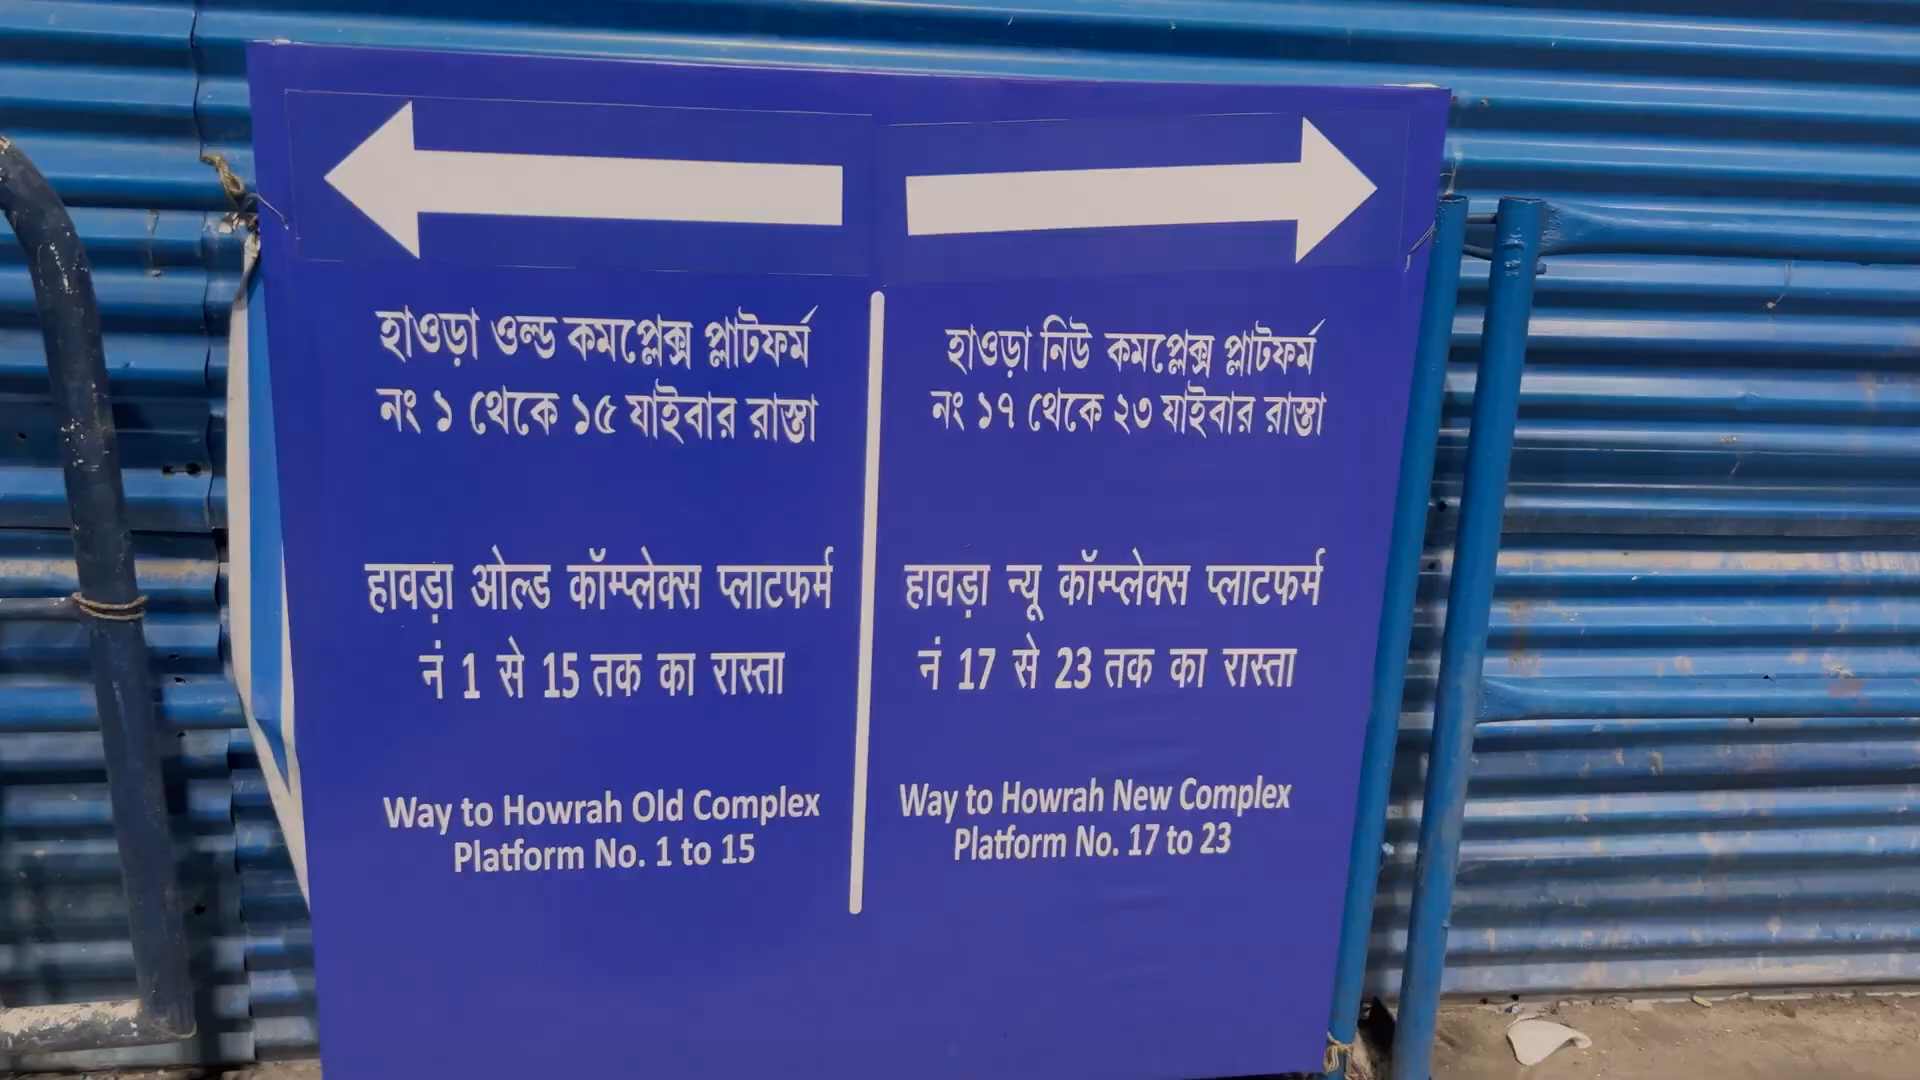 হাওড়া ওল্ড কমপ্লেক্স প্লাটফর্ম
নং ১ থেকে ১৫ যাইবার রাস্তা
हावड़ा ओल्ड कॉम्प्लेक्स प्लाटफर्म
नं 1 से 15 तक का रास्ता
Way to Howrah Old Complex
Platform No. 1 to 15
হাওড়া নিউ কমপ্লেক্স প্লাটফর্ম
নং ১৭ থেকে ২৩ যাইবার রাস্তা
हावड़ा न्यू कॉम्प्लेक्स प्लाटफर्म
नं 17 से 23 तक का रास्ता
Way to Howrah New Complex
Platform No. 17 to 23